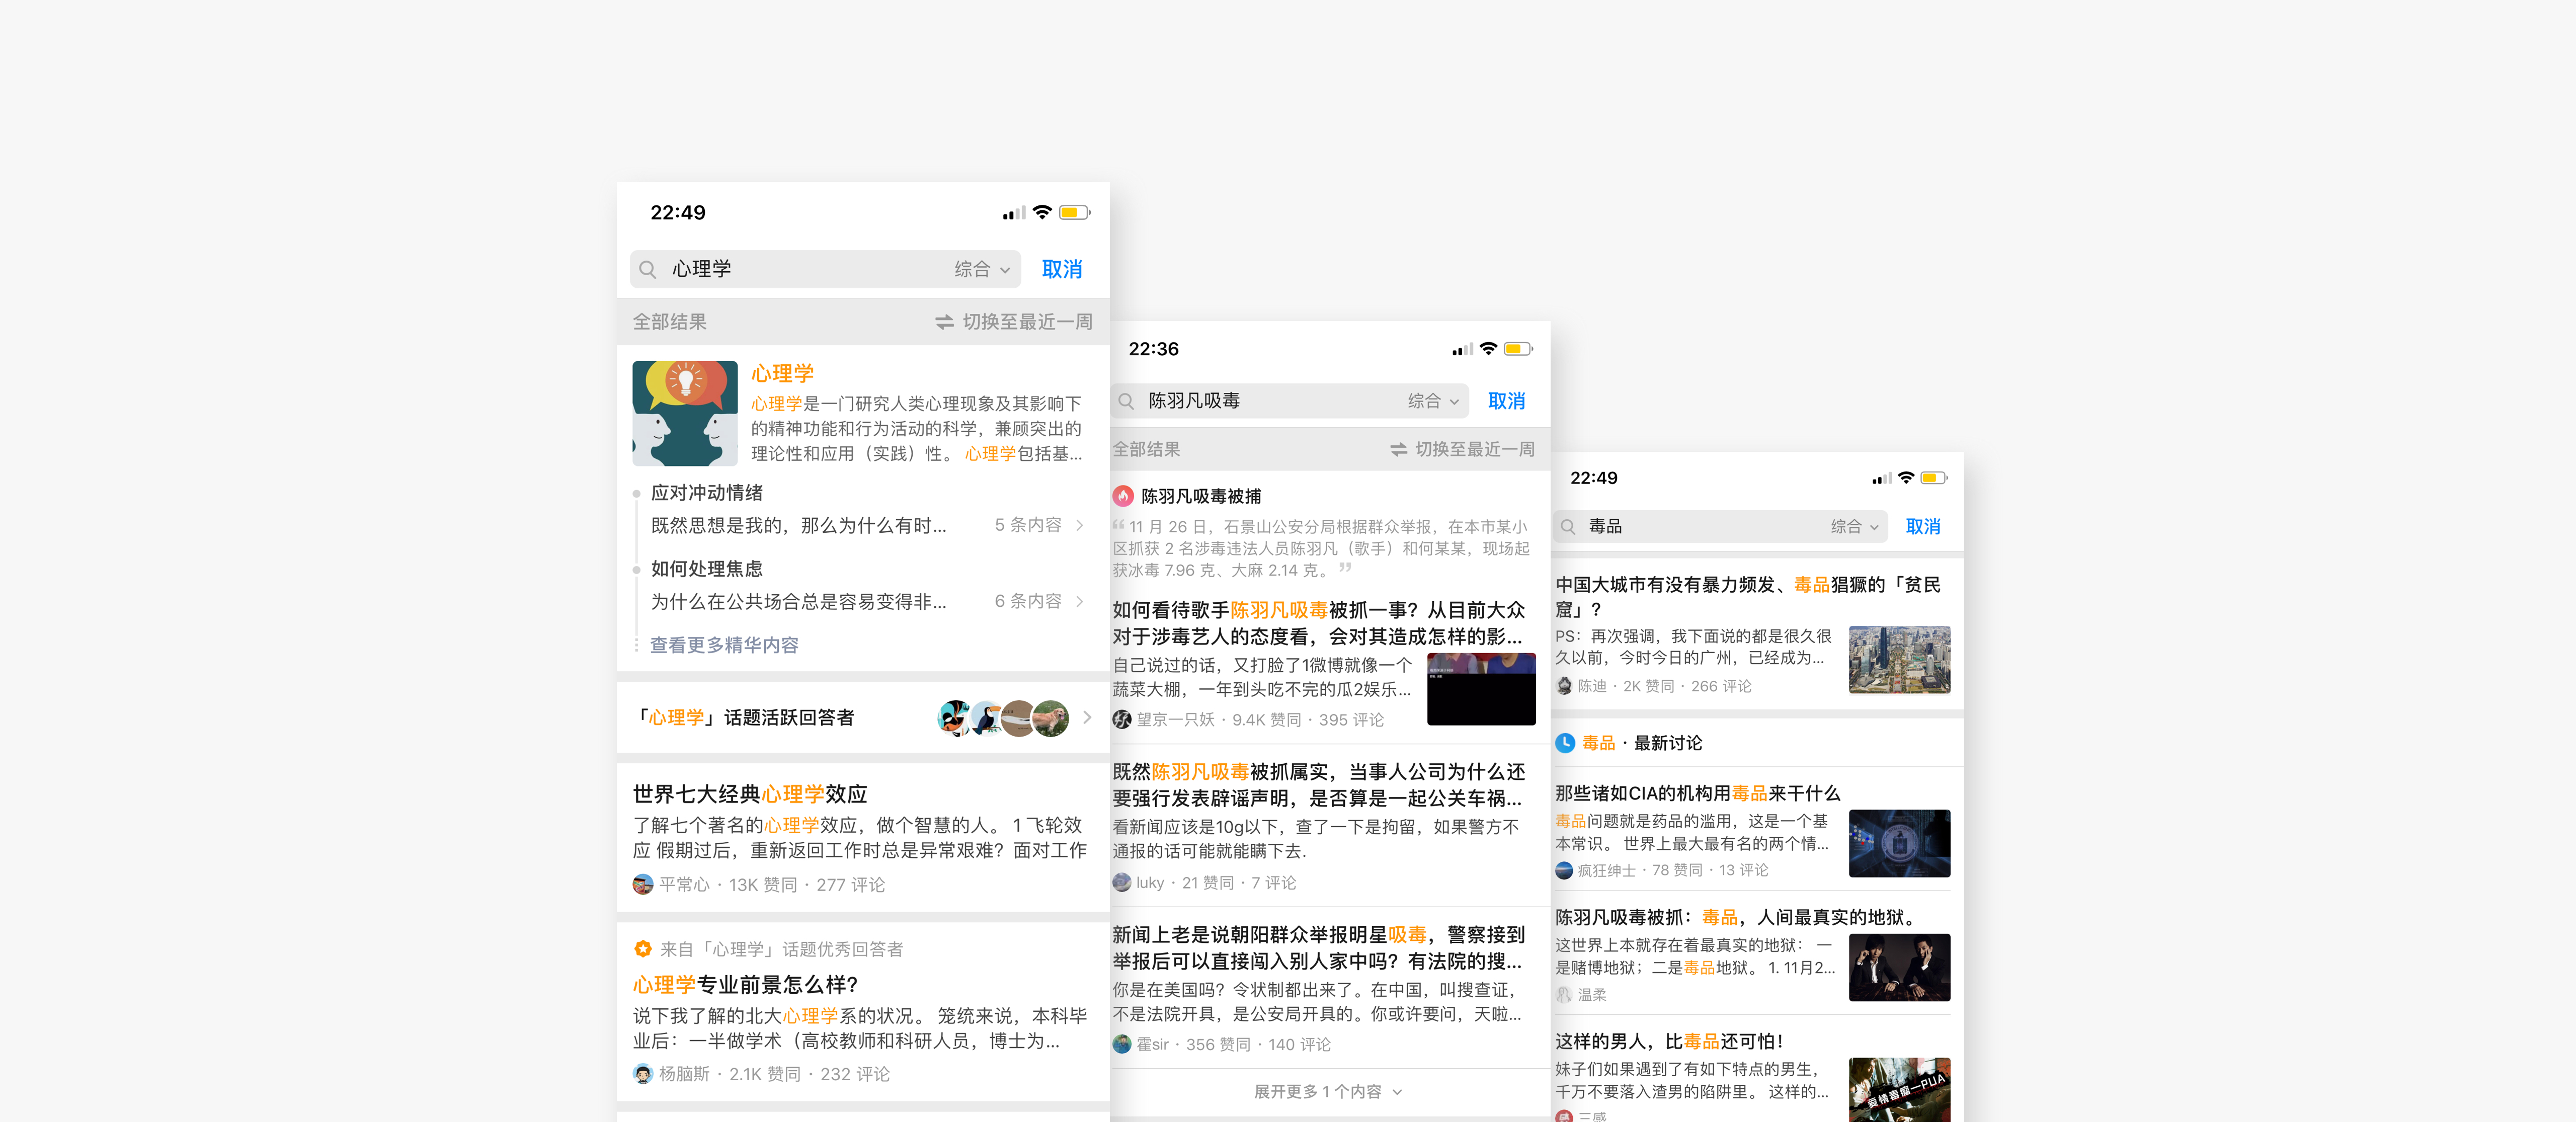 22:49
心理学
综合
取消
全部结果
切换至最近一周
心理学
心理学是一门研究人类心理现象及其影响下
的精神功能和行为活动的科学，兼顾突出的
理论性和应用（实践）性。 心理学包括基...
应对冲动情绪
既然思想是我的，那么为什么有时...
5 条内容
如何处理焦虑
为什么在公共场合总是容易变得非...
6 条内容
查看更多精华内容
「心理学」话题活跃回答者
世界七大经典心理学效应
了解七个著名的心理学效应，做个智慧的人。 1 飞轮效
应 假期过后，重新返回工作时总是异常艰难？面对工作
平常心 · 13K 赞同 · 277 评论
来自「心理学」话题优秀回答者
心理学专业前景怎么样?
说下我了解的北大心理学系的状况。 笼统来说，本科毕
业后：一半做学术（高校教师和科研人员，博士为...
杨脑斯 · 2.1K 赞同 · 232 评论
22:36
陈羽凡吸毒
综合
取消
全部结果
切换至最近一周
陈羽凡吸毒被捕
“ 11 月 26 日，石景山公安分局根据群众举报，在本市某小
区抓获 2 名涉毒违法人员陈羽凡（歌手）和何某某，现场起
获冰毒 7.96 克、大麻 2.14 克。 ”
如何看待歌手陈羽凡吸毒被抓一事？从目前大众
对于涉毒艺人的态度看，会对其造成怎样的影...
自己说过的话，又打脸了1微博就像一个
蔬菜大棚，一年到头吃不完的瓜2娱乐...
望京一只妖 · 9.4K 赞同 · 395 评论
既然陈羽凡吸毒被抓属实，当事人公司为什么还
要强行发表辟谣声明，是否算是一起公关车祸...
看新闻应该是10g以下，查了一下是拘留，如果警方不
通报的话可能就能瞒下去.
luky · 21 赞同 · 7 评论
新闻上老是说朝阳群众举报明星吸毒，警察接到
举报后可以直接闯入别人家中吗？有法院的搜...
你是在美国吗？令状制都出来了。在中国，叫搜查证，
不是法院开具，是公安局开具的。你或许要问，天啦...
霍sir · 356 赞同 · 140 评论
展开更多 1 个内容
22:49
毒品
综合
取消
中国大城市有没有暴力频发、毒品猖獗的「贫民
窟」?
PS：再次强调，我下面说的都是很久很
久以前，今时今日的广州，已经成为...
陈迪 · 2K 赞同 · 266 评论
毒品 · 最新讨论
那些诸如CIA的机构用毒品来干什么
毒品问题就是药品的滥用，这是一个基
本常识。 世界上最大最有名的两个情...
疯狂绅士 · 78 赞同 · 13 评论
陈羽凡吸毒被抓：毒品，人间最真实的地狱。
这世界上本就存在着最真实的地狱： 一
是赌博地狱；二是毒品地狱。 1. 11月2...
温柔
这样的男人，比毒品还可怕！
妹子们如果遇到了有如下特点的男生，
千万不要落入渣男的陷阱里。 这样的...
爱情毒瘤—PUA